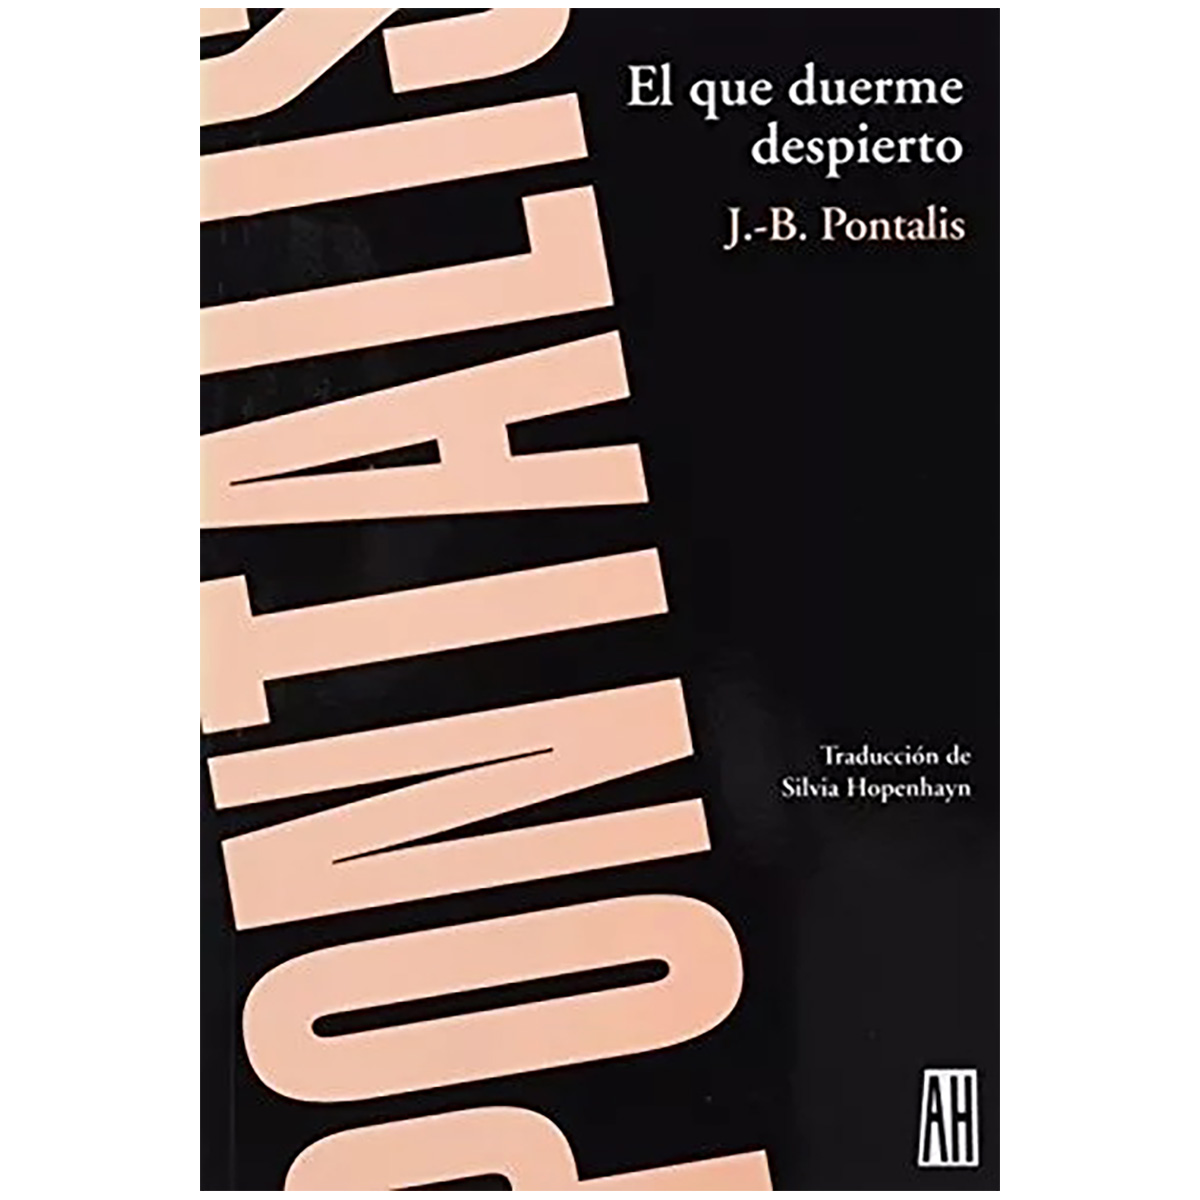 El que duerme
despierto
J.-B. Pontalis
PONTALIS
Traducción de
Silvia Hopenhayn
AH